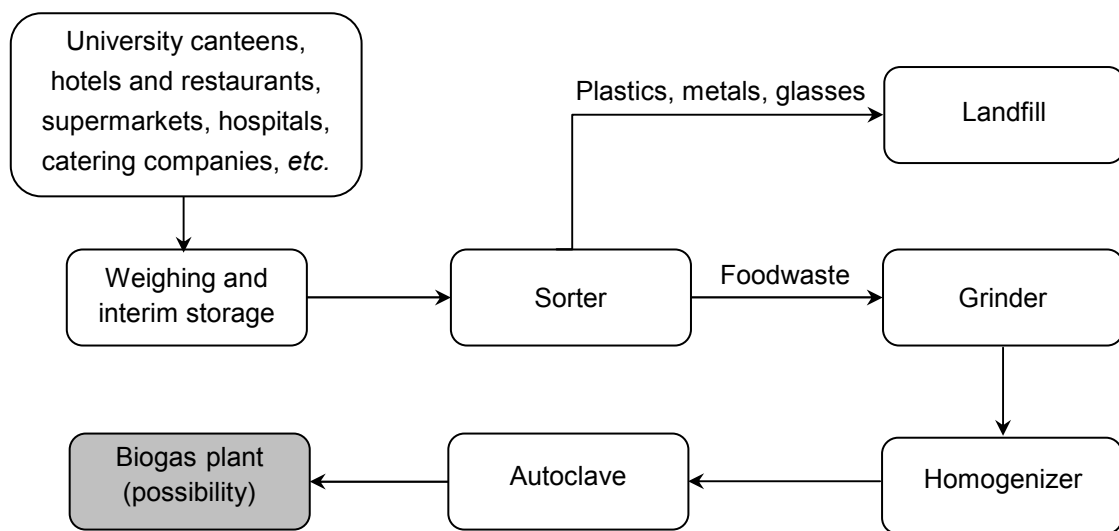 University canteens,
hotels and restaurants,
supermarkets, hospitals,
catering companies, etc.
Plastics, metals, glasses
Landfill
Weighing and
interim storage
Sorter
Foodwaste
Grinder
Biogas plant
(possibility)
Autoclave
Homogenizer